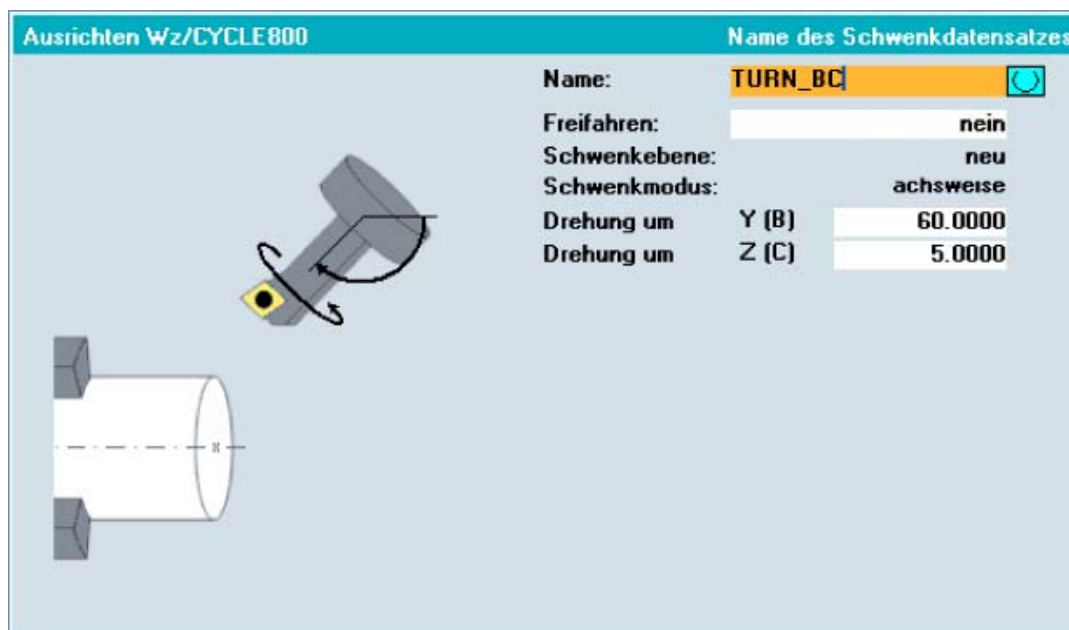 Ausrichten Wz/CYCLE800 Name des Schwenkdatensatzes
Name: TURN_BC
Freifahren: nein
Schwenkebene: neu
Schwenkmodus: achsweise
Drehung um Y (B) 60.0000
Drehung um Z (C) 5.0000